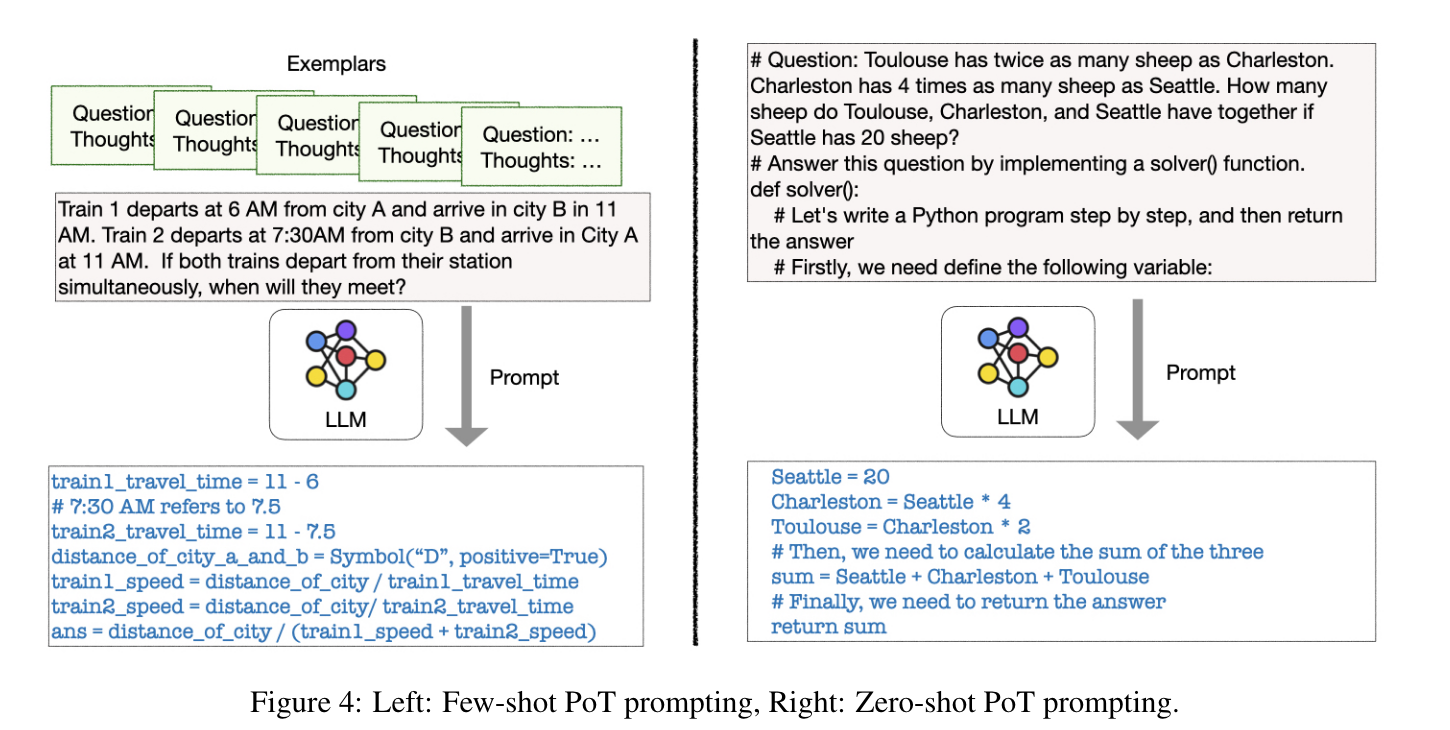 Exemplars
Question
Thoughts
Question
Thoughts
Question
Thoughts
Question
Thoughts
Question: ...
Thoughts: ...
Train 1 departs at 6 AM from city A and arrive in city B in 11
AM. Train 2 departs at 7:30AM from city B and arrive in City A
at 11 AM.  If both trains depart from their station
simultaneously, when will they meet?
LLM
Prompt
train1_travel_time = 11 - 6
# 7:30 AM refers to 7.5
train2_travel_time = 11 - 7.5
distance_of_city_a_and_b = Symbol(“D”, positive=True)
train1_speed = distance_of_city / train1_travel_time
train2_speed = distance_of_city/ train2_travel_time
ans = distance_of_city / (train1_speed + train2_speed)
# Question: Toulouse has twice as many sheep as Charleston.
Charleston has 4 times as many sheep as Seattle. How many
sheep do Toulouse, Charleston, and Seattle have together if
Seattle has 20 sheep?
# Answer this question by implementing a solver() function.
def solver():
# Let's write a Python program step by step, and then return
the answer
# Firstly, we need define the following variable:
LLM
Prompt
Seattle = 20
Charleston = Seattle * 4
Toulouse = Charleston * 2
# Then, we need to calculate the sum of the three
sum = Seattle + Charleston + Toulouse
# Finally, we need to return the answer
return sum
Figure 4: Left: Few-shot PoT prompting, Right: Zero-shot PoT prompting.